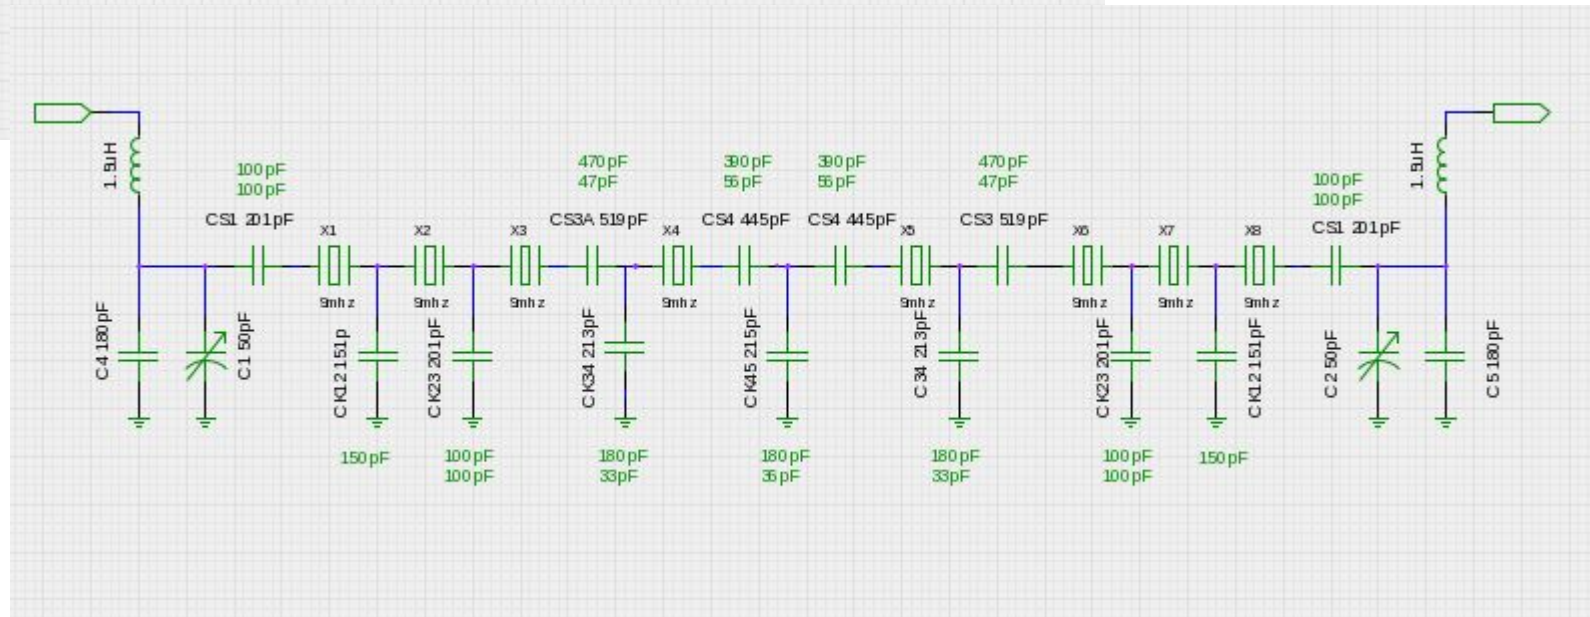 1.5uH
100pF
100pF
470pF
47pF
390pF
56pF
390pF
56pF
470pF
47pF
100pF
100pF
1.5uH
CS1 201pF
X1
X2
X3
CS3A 519pF
X4
CS4 445pF
CS4 445pF
X5
CS3 519pF
X6
X7
X8
CS1 201pF
9mhz
9mhz
9mhz
9mhz
9mhz
9mhz
9mhz
9mhz
C4 180pF
C1 50pF
CK12 151p
CK23 201pF
CK34 213pF
CK45 215pF
C34 213pF
CK23 201pF
CK12 151pF
C2 50pF
C5 180pF
150pF
100pF
100pF
180pF
33pF
180pF
36pF
180pF
33pF
100pF
100pF
150pF